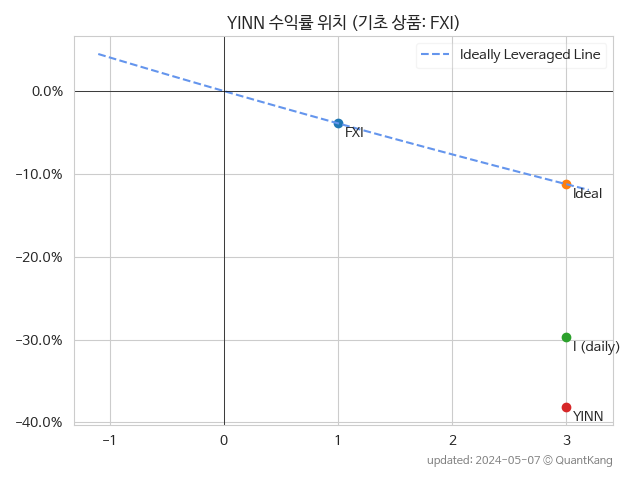 YINN 수익률 위치 (기초 상품: FXI)
Ideally Leveraged Line
0.0%
−10.0%
−20.0%
−30.0%
−40.0%
FXI
Ideal
I (daily)
YINN
−1
0
1
2
3
updated: 2024-05-07 © QuantKang